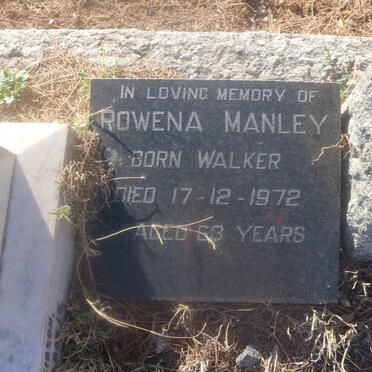 IN LOVING MEMORY OF
ROWENA MANLEY
BORN WALKER
DIED 17-12-1972
AGED 63 YEARS